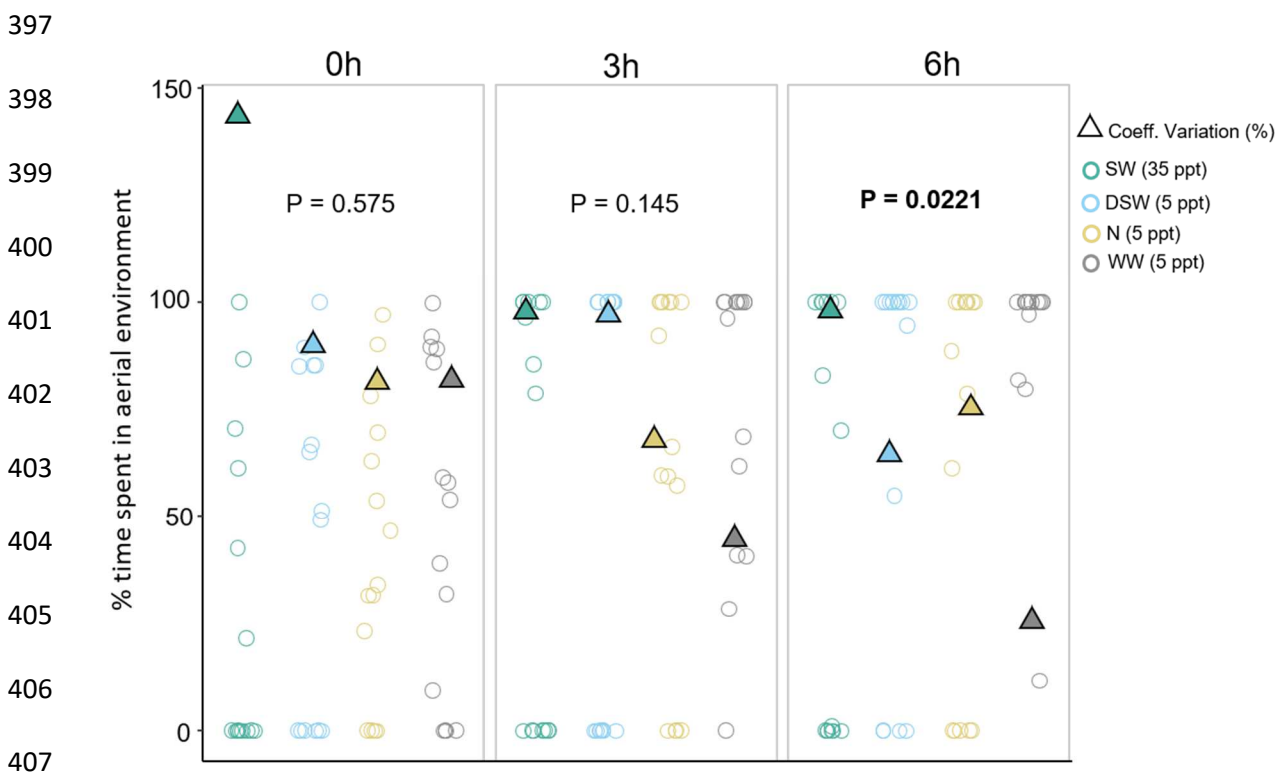 397
0h 3h 6h
398
150
Coeff. Variation (%)
399
SW (35 ppt)
P = 0.575 P = 0.145 P = 0.0221
DSW (5 ppt)
N (5 ppt)
400
WW (5 ppt)
100
401
402
% time spent in aerial environment
403
50
404
405
406
0
407